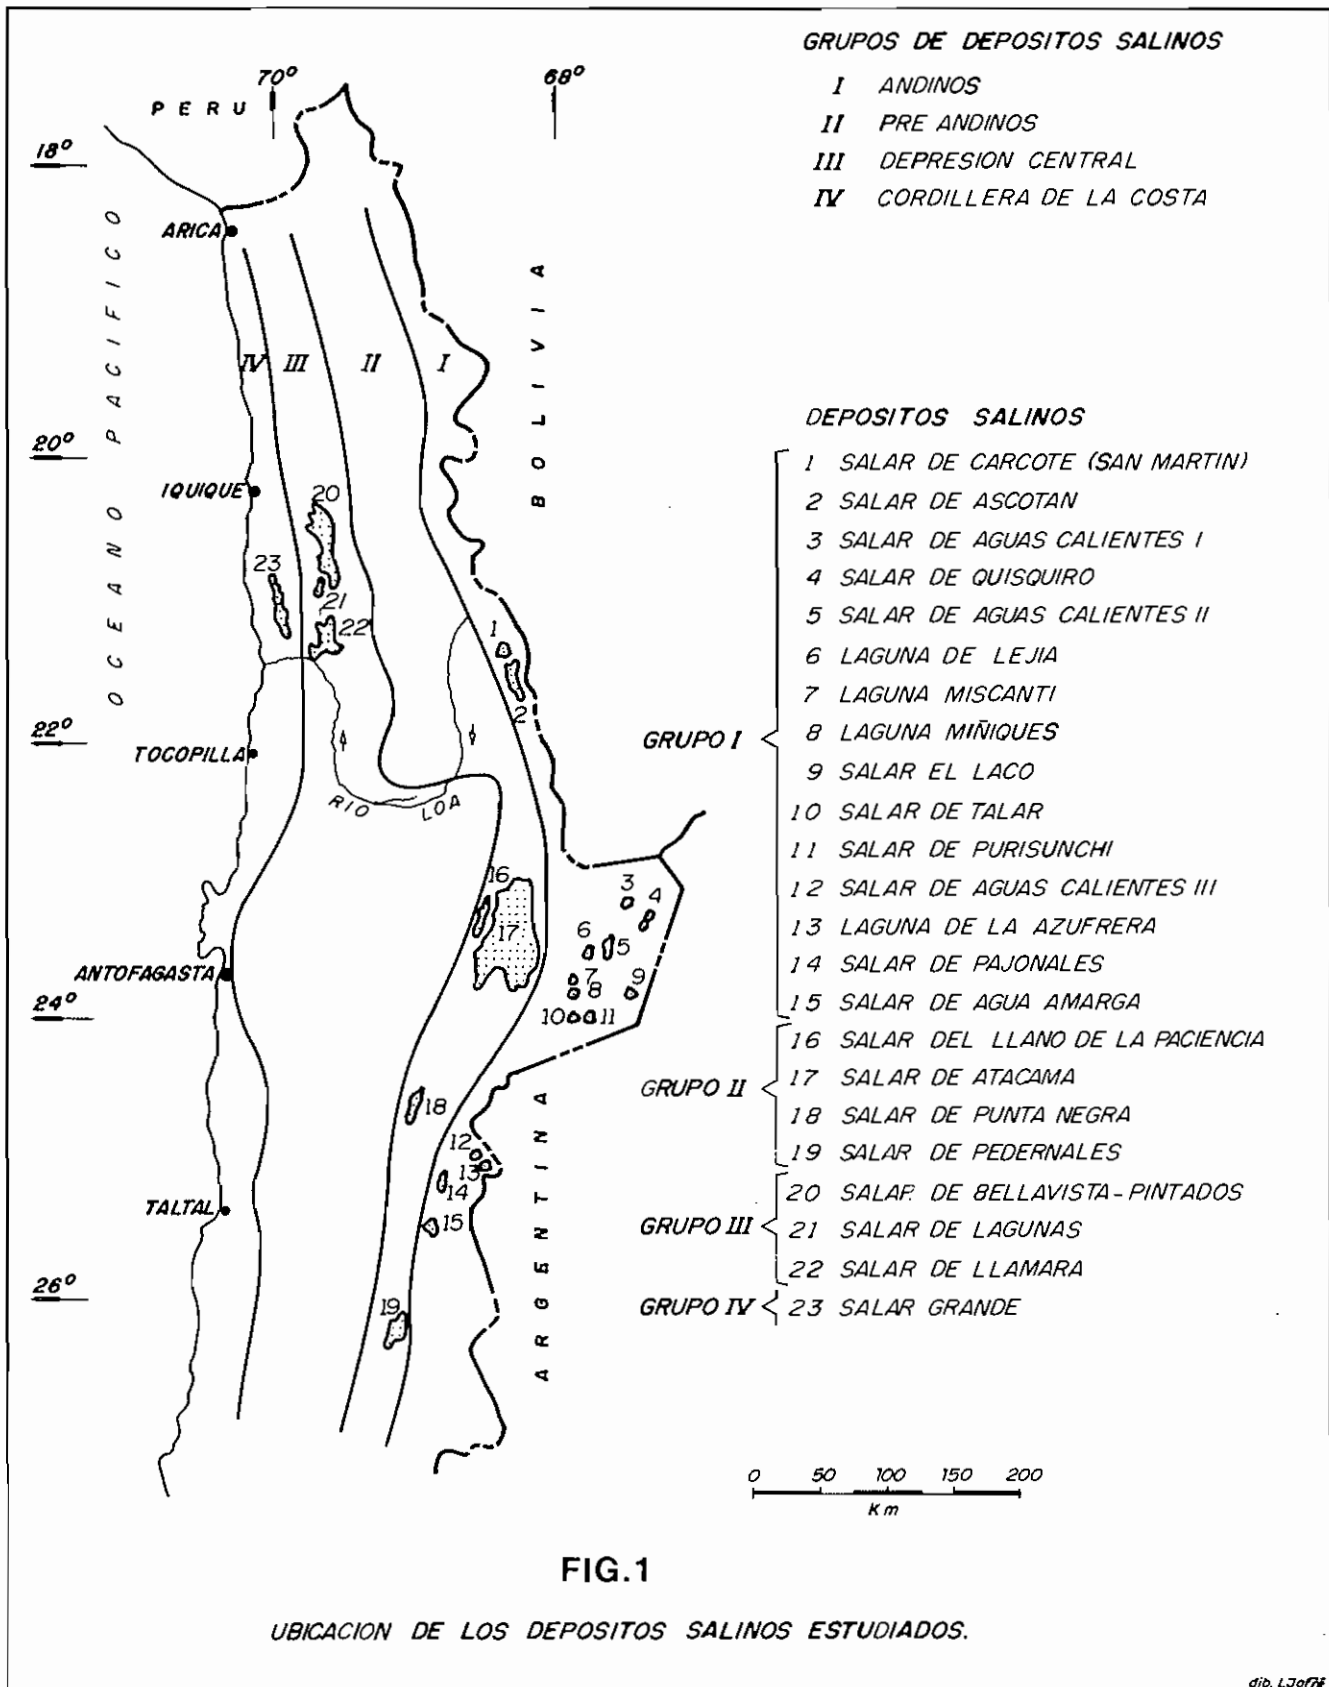 GRUPOS DE DEPOSITOS SALINOS
I ANDINOS
II PRE ANDINOS
III DEPRESION CENTRAL
IV CORDILLERA DE LA COSTA
70°
68°
PERU
18°
ARICA
OCEANO PACIFICO
BOLIVIA
IV
III
II
I
20°
IQUIQUE
20
23
21
22
1
2
22°
TOCOPILLA
RIO LOA
16
17
3
4
6
5
7
8
9
10
11
ANTOFAGASTA
24°
18
12
13
14
15
ARGENTINA
TALTAL
26°
19
DEPOSITOS SALINOS
GRUPO I
1 SALAR DE CARCOTE (SAN MARTIN)
2 SALAR DE ASCOTAN
3 SALAR DE AGUAS CALIENTES I
4 SALAR DE QUISQUIRO
5 SALAR DE AGUAS CALIENTES II
6 LAGUNA DE LEJIA
7 LAGUNA MISCANTI
8 LAGUNA MIÑIQUES
9 SALAR EL LACO
10 SALAR DE TALAR
11 SALAR DE PURISUNCHI
12 SALAR DE AGUAS CALIENTES III
13 LAGUNA DE LA AZUFRERA
14 SALAR DE PAJONALES
15 SALAR DE AGUA AMARGA
GRUPO II
16 SALAR DEL LLANO DE LA PACIENCIA
17 SALAR DE ATACAMA
18 SALAR DE PUNTA NEGRA
19 SALAR DE PEDERNALES
GRUPO III
20 SALAR DE BELLAVISTA-PINTADOS
21 SALAR DE LAGUNAS
22 SALAR DE LLAMARA
GRUPO IV
23 SALAR GRANDE
0 50 100 150 200
Km
FIG.1
UBICACION DE LOS DEPOSITOS SALINOS ESTUDIADOS.
dib.